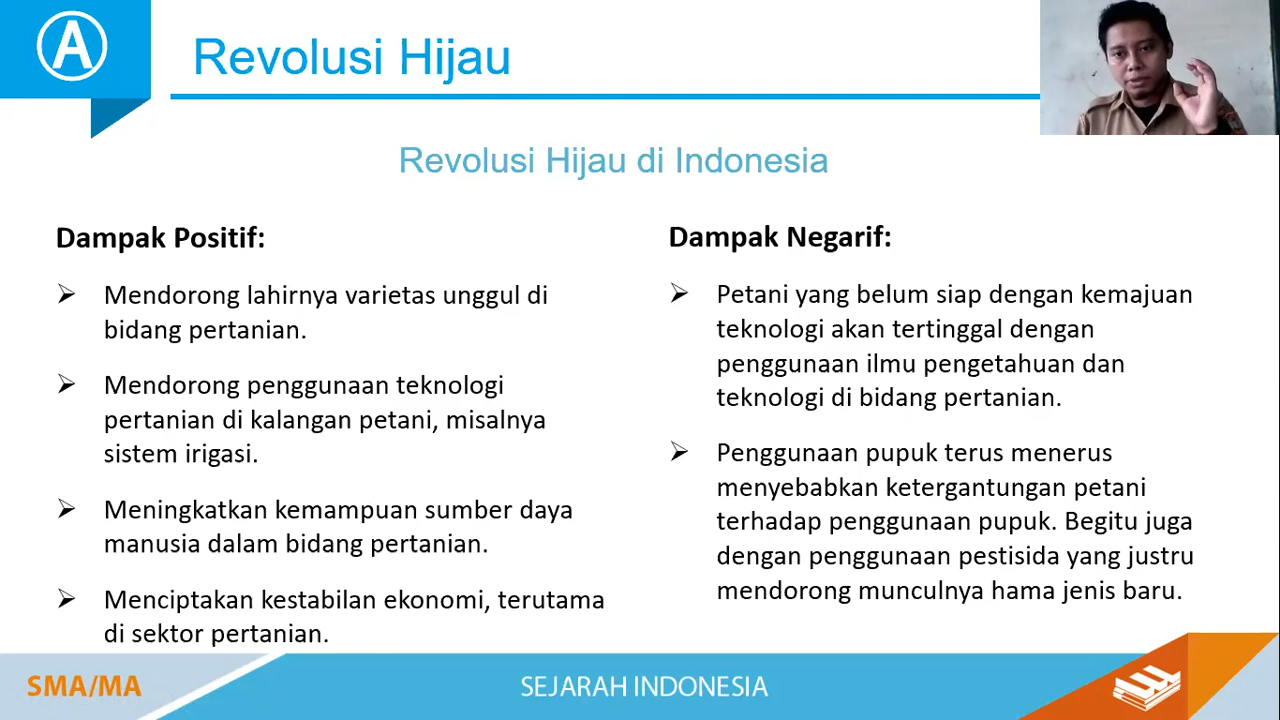 A
Revolusi Hijau
Revolusi Hijau di Indonesia
Dampak Positif:
Mendorong lahirnya varietas unggul di
bidang pertanian.
Mendorong penggunaan teknologi
pertanian di kalangan petani, misalnya
sistem irigasi.
Meningkatkan kemampuan sumber daya
manusia dalam bidang pertanian.
Menciptakan kestabilan ekonomi, terutama
di sektor pertanian.
Dampak Negarif:
Petani yang belum siap dengan kemajuan
teknologi akan tertinggal dengan
penggunaan ilmu pengetahuan dan
teknologi di bidang pertanian.
Penggunaan pupuk terus menerus
menyebabkan ketergantungan petani
terhadap penggunaan pupuk. Begitu juga
dengan penggunaan pestisida yang justru
mendorong munculnya hama jenis baru.
SMA/MA
SEJARAH INDONESIA